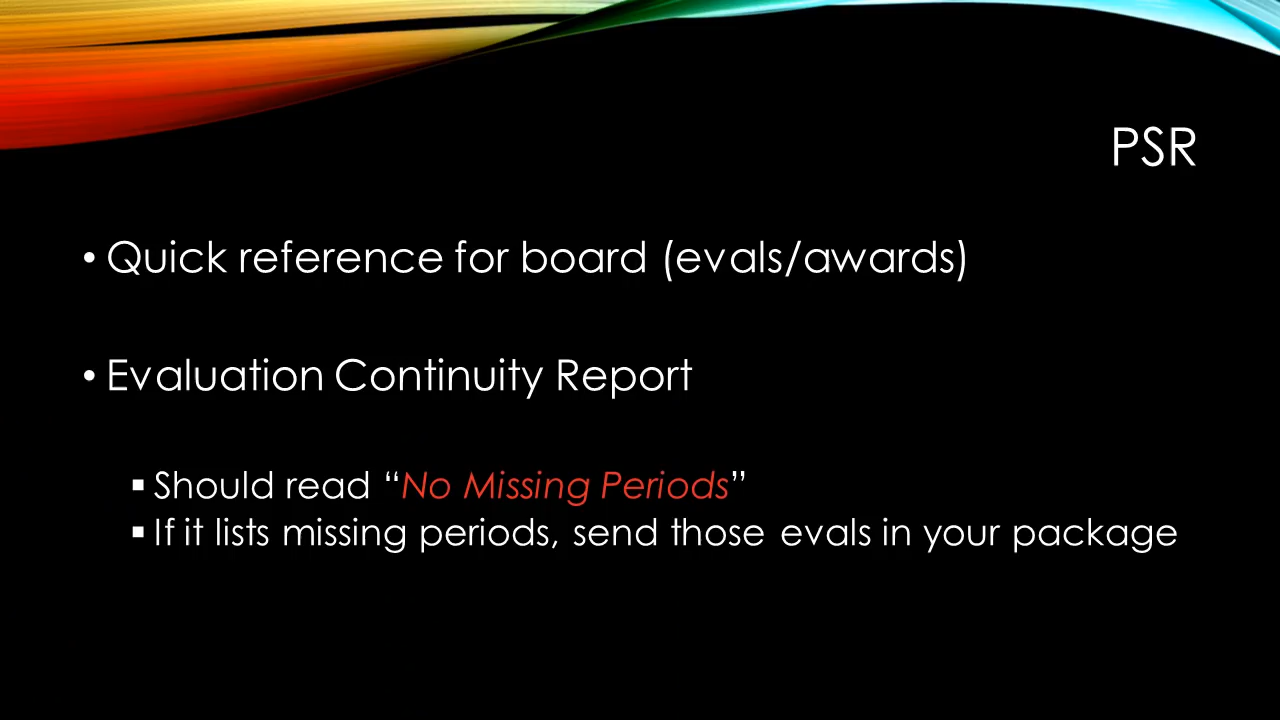 PSR
• Quick reference for board (evals/awards)
• Evaluation Continuity Report
▪ Should read “No Missing Periods”
▪ If it lists missing periods, send those evals in your package